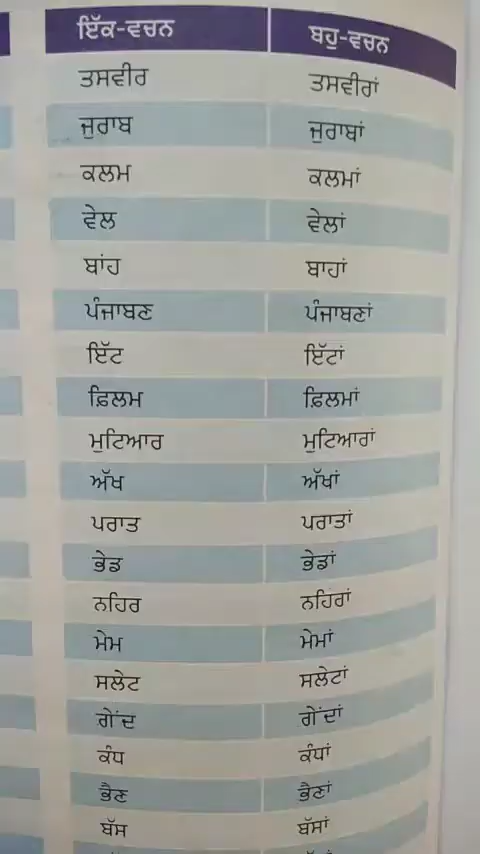 ਇੱਕ-ਵਚਨ ਬਹੁ-ਵਚਨ
ਤਸਵੀਰ ਤਸਵੀਰਾਂ
ਜੁਰਾਬ ਜੁਰਾਬਾਂ
ਕਲਮ ਕਲਮਾਂ
ਵੇਲ ਵੇਲਾਂ
ਬਾਂਹ ਬਾਹਾਂ
ਪੰਜਾਬਣ ਪੰਜਾਬਣਾਂ
ਇੱਟ ਇੱਟਾਂ
ਫ਼ਿਲਮ ਫ਼ਿਲਮਾਂ
ਮੁਟਿਆਰ ਮੁਟਿਆਰਾਂ
ਅੱਖ ਅੱਖਾਂ
ਪਰਾਤ ਪਰਾਤਾਂ
ਭੇਡ ਭੇਡਾਂ
ਨਹਿਰ ਨਹਿਰਾਂ
ਮੇਮ ਮੇਮਾਂ
ਸਲੇਟ ਸਲੇਟਾਂ
ਗੇਂਦ ਗੇਂਦਾਂ
ਕੰਧ ਕੰਧਾਂ
ਭੈਣ ਭੈਣਾਂ
ਬੱਸ ਬੱਸਾਂ